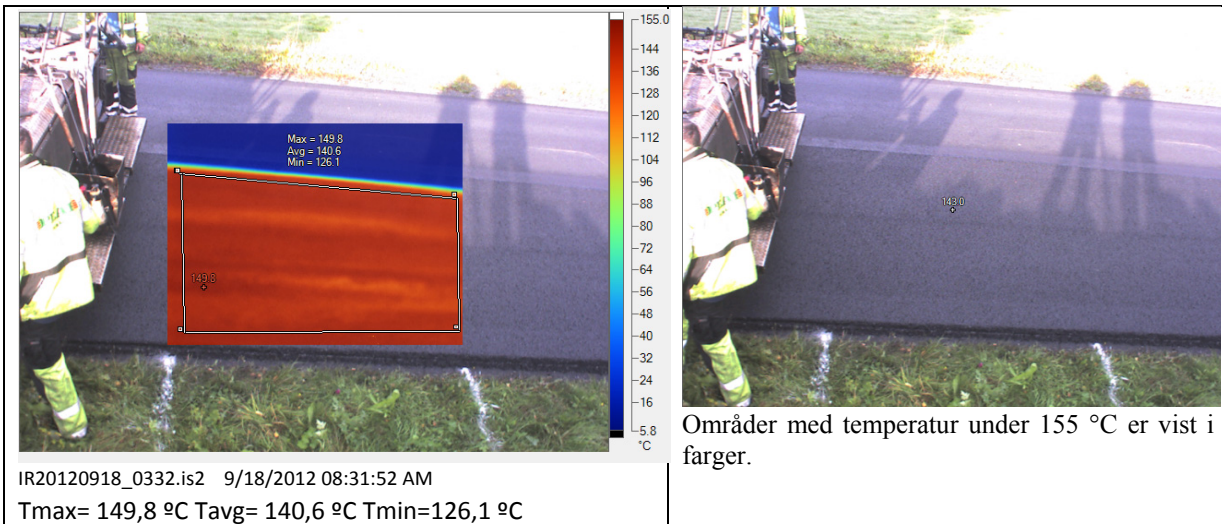 155.0
144
136
128
120
112
104
96
88
80
72
64
56
48
40
32
24
16
5.8
°C
Max = 149.8
Avg = 140.6
Min = 126.1
149.8
143.0
IR20120918_0332.is2 9/18/2012 08:31:52 AM
Tmax= 149,8 ºC Tavg= 140,6 ºC Tmin=126,1 ºC
Områder med temperatur under 155 °C er vist i
farger.